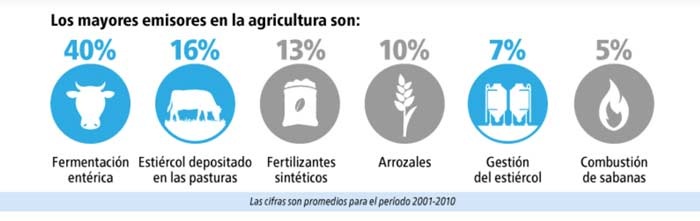 Los mayores emisores en la agricultura son:
40% 16% 13% 10% 7% 5%
Fermentación entérica
Estiércol depositado en las pasturas
Fertilizantes sintéticos
Arrozales
Gestión del estiércol
Combustión de sabanas
Las cifras son promedios para el período 2001-2010